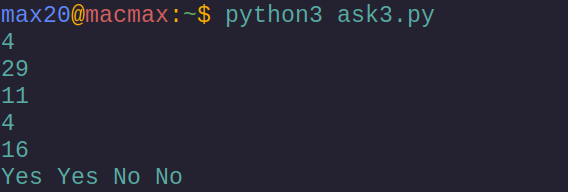 max20@macmax:~$ python3 ask3.py
4
29
11
4
16
Yes Yes No No